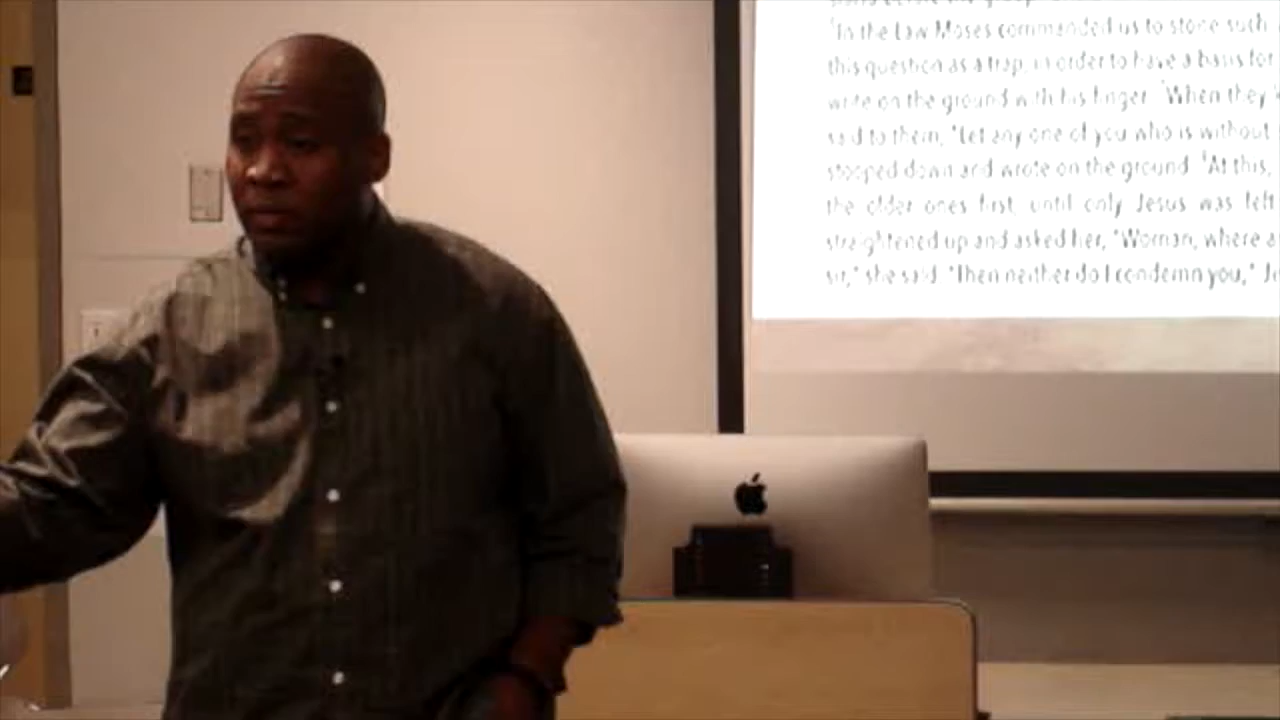 "In the Law Moses commanded us to stone such
this question as a trap, in order to have a basis for
write on the ground with his finger. When they
said to them, "Let any one of you who is without
stooped down and wrote on the ground. At this,
the older ones first, until only Jesus was left
straightened up and asked her, "Woman, where a
sir," she said. "Then neither do I condemn you," Je